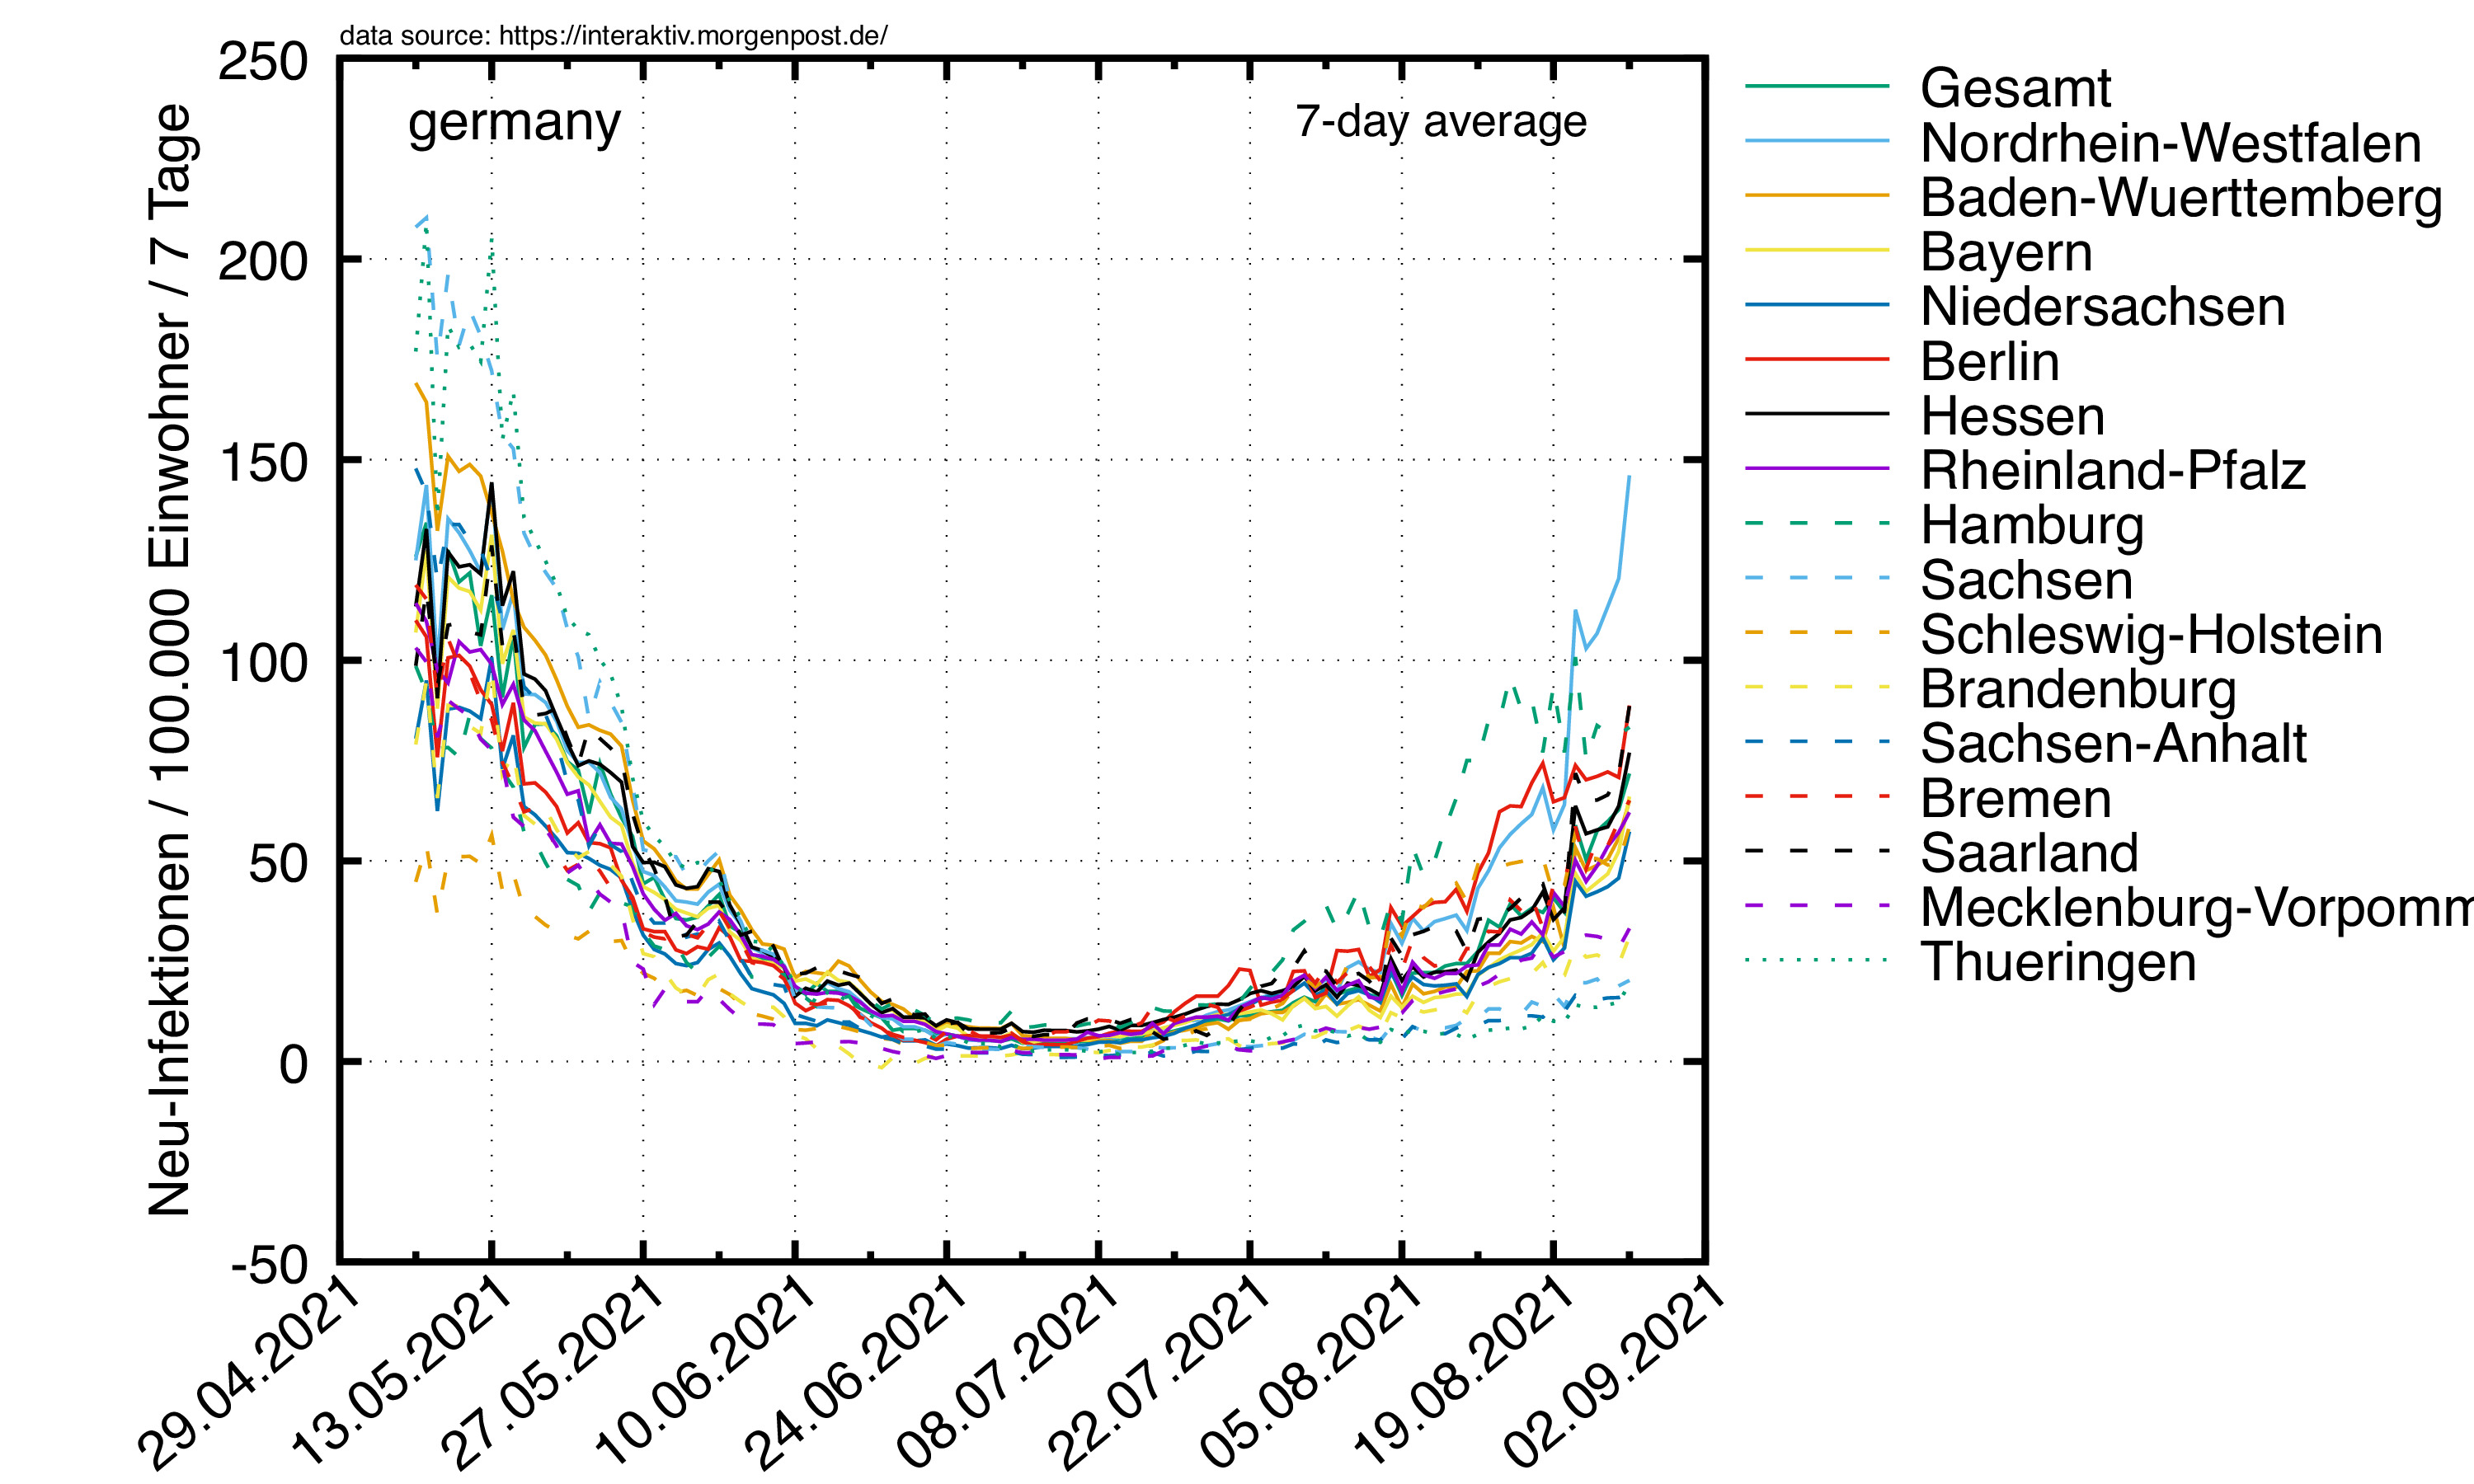 data source: https://interaktiv.morgenpost.de/
germany
7-day average
Neu-Infektionen / 100.000 Einwohner / 7 Tage
250
200
150
100
50
0
-50
29.04.2021
13.05.2021
27.05.2021
10.06.2021
24.06.2021
08.07.2021
22.07.2021
05.08.2021
19.08.2021
02.09.2021
Gesamt
Nordrhein-Westfalen
Baden-Wuerttemberg
Bayern
Niedersachsen
Berlin
Hessen
Rheinland-Pfalz
Hamburg
Sachsen
Schleswig-Holstein
Brandenburg
Sachsen-Anhalt
Bremen
Saarland
Mecklenburg-Vorpomm
Thueringen